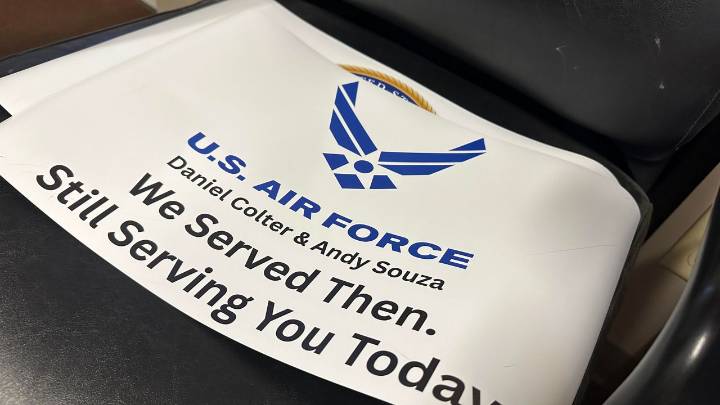 U.S. AIR FORCE
Daniel Colter & Andy Souza
We Served Then.
Still Serving You Today